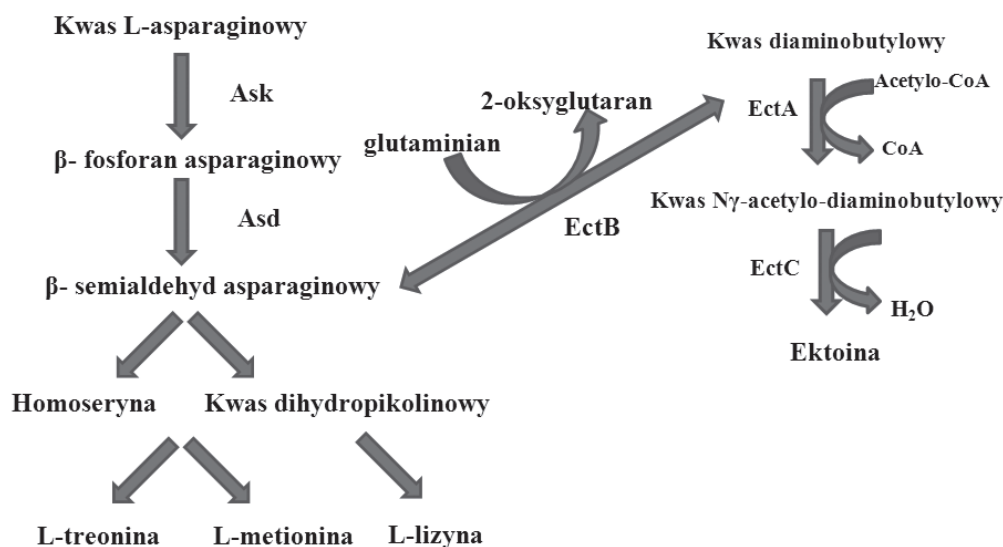 Kwas L-asparaginowy
Ask
β- fosforan asparaginowy
Asd
β- semialdehyd asparaginowy
Homoseryna
Kwas dihydropikolinowy
L-treonina
L-metionina
L-lizyna
glutaminian
2-oksyglutaran
EctB
Kwas diaminobutylowy
EctA
Acetylo-CoA
CoA
Kwas Nγ-acetylo-diaminobutylowy
EctC
H₂O
Ektoina